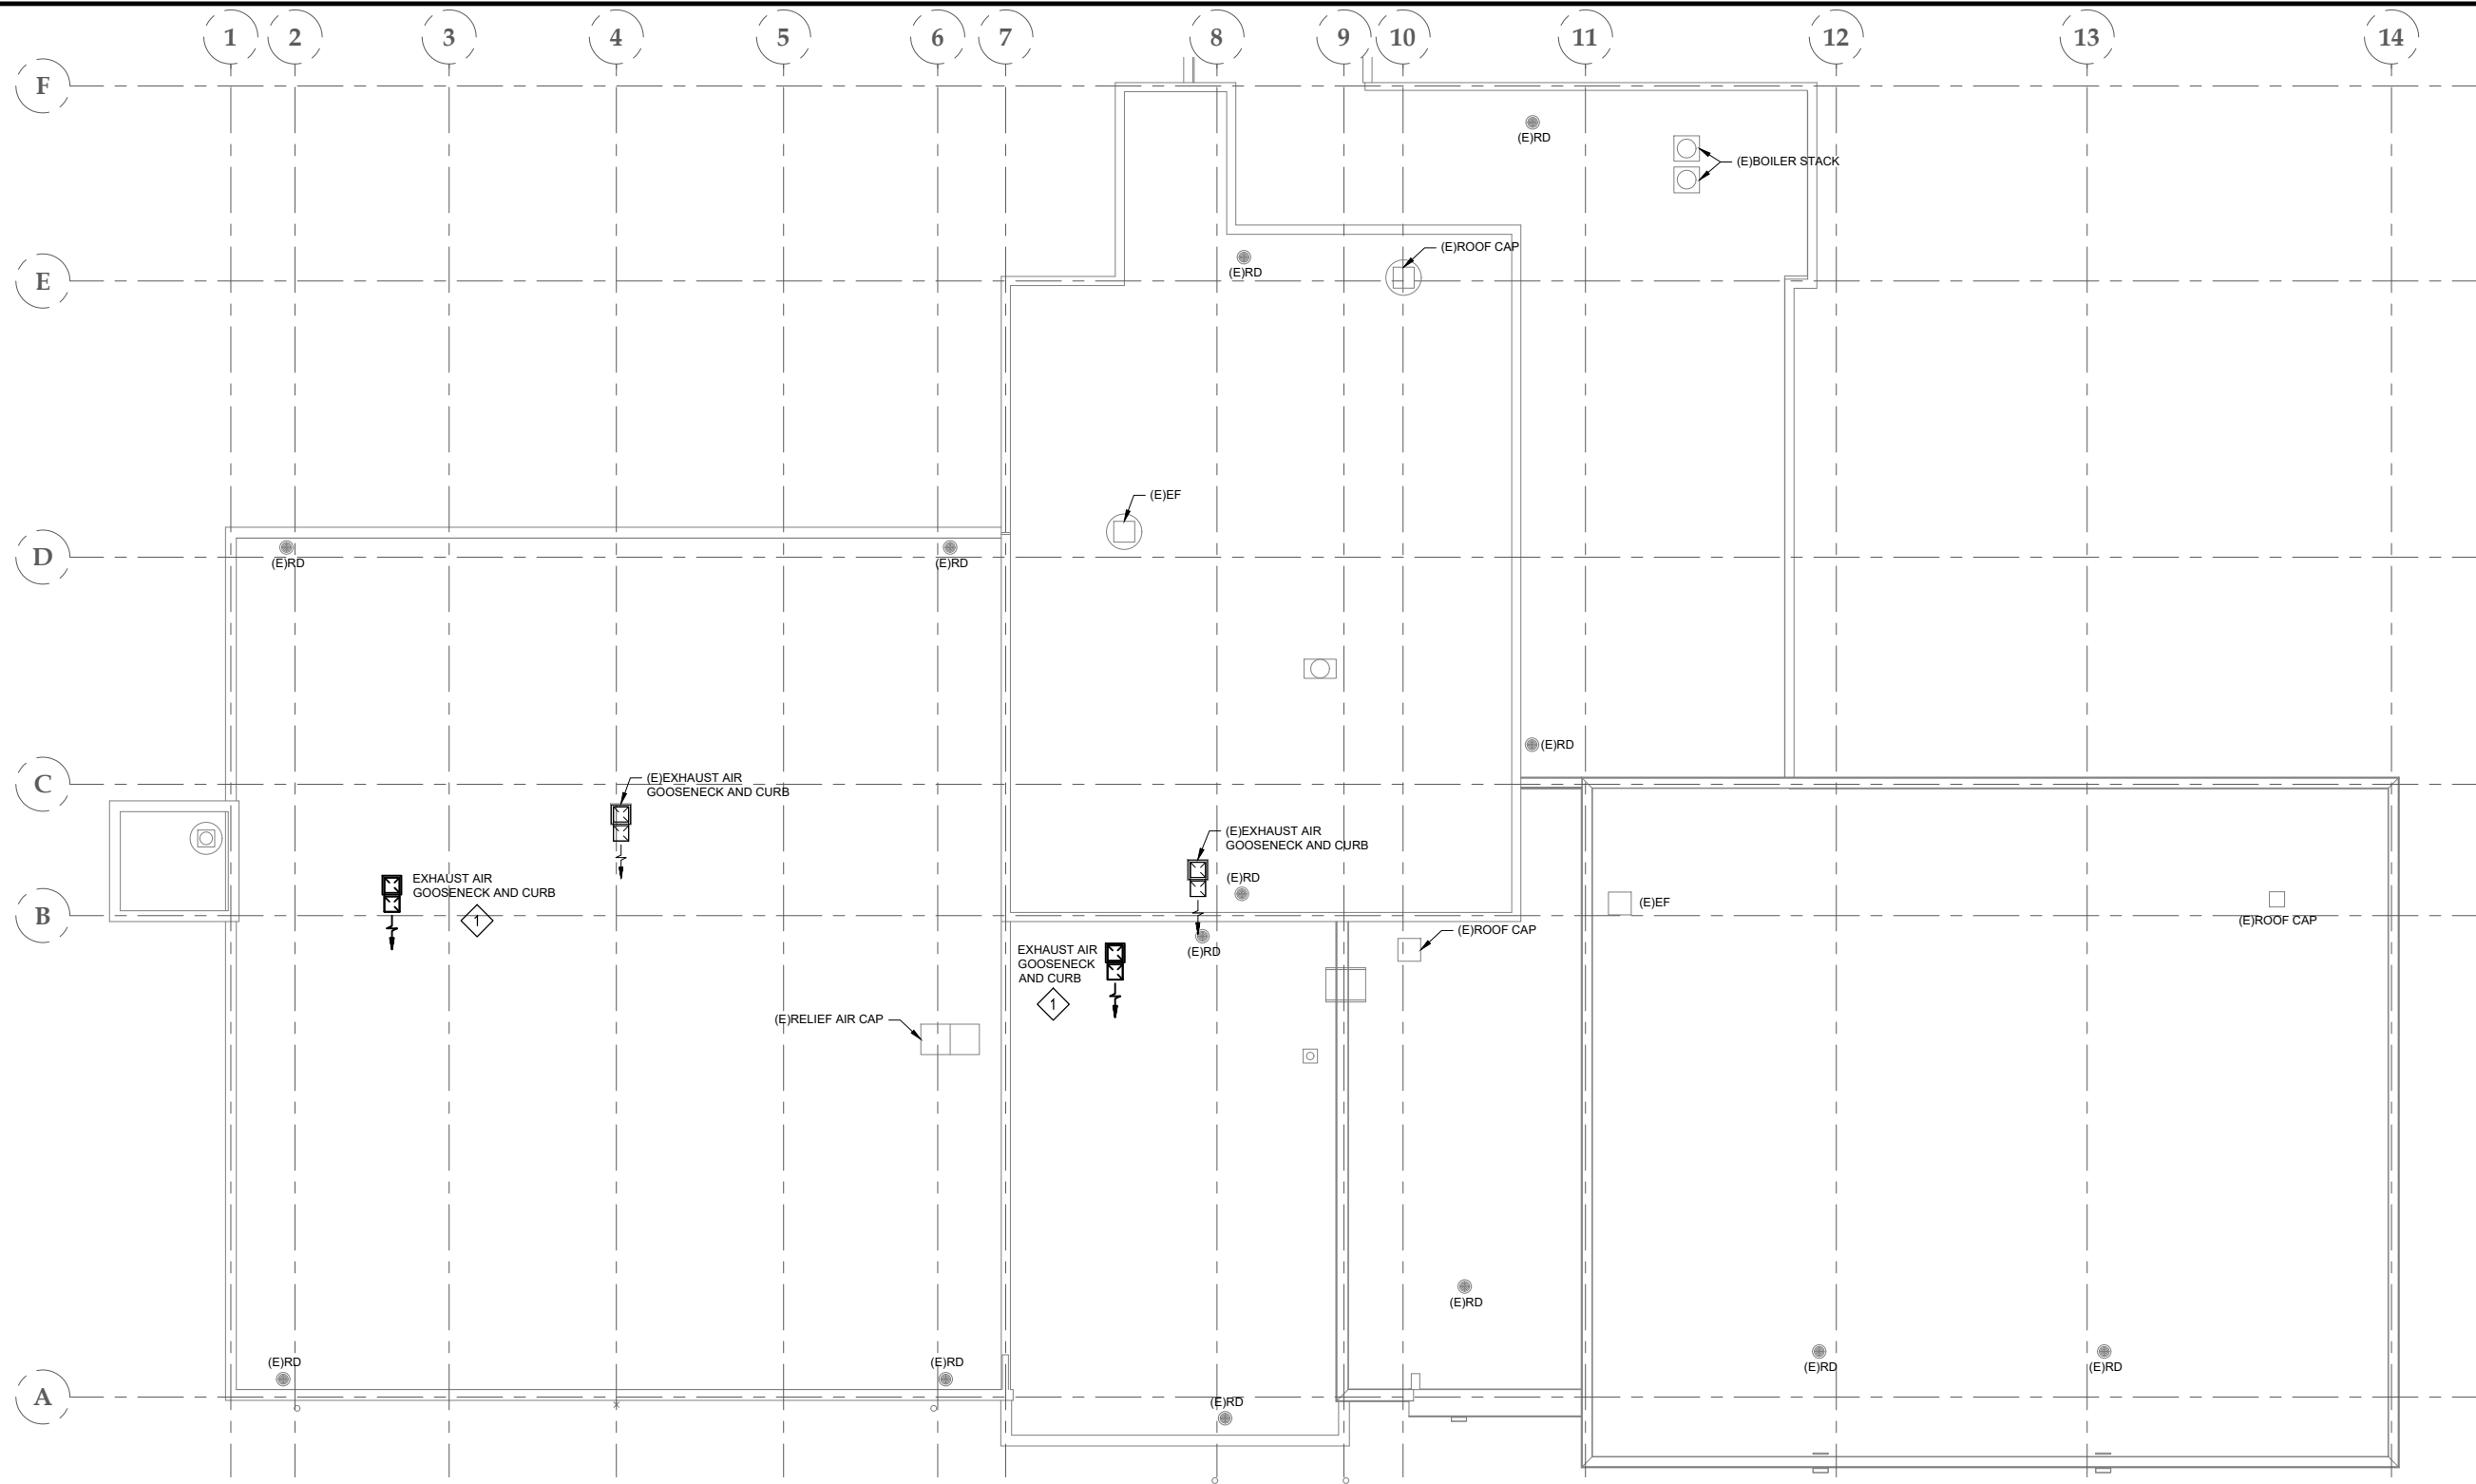 1 2 3 4 5 6 7 8 9 10 11 12 13 14
F
(E)RD
(E)BOILER STACK
(E)ROOF CAP
(E)RD
E
(E)EF
D
(E)RD
(E)RD
(E)RD
C
(E)EXHAUST AIR
GOOSENECK AND CURB
(E)EXHAUST AIR
GOOSENECK AND CURB
EXHAUST AIR
GOOSENECK AND CURB
1
(E)RD
B
(E)EF
(E)ROOF CAP
(E)ROOF CAP
(E)RD
EXHAUST AIR
GOOSENECK
AND CURB
1
(E)RELIEF AIR CAP
(E)RD
(E)RD
(E)RD
(E)RD
(E)RD
A
(E)RD